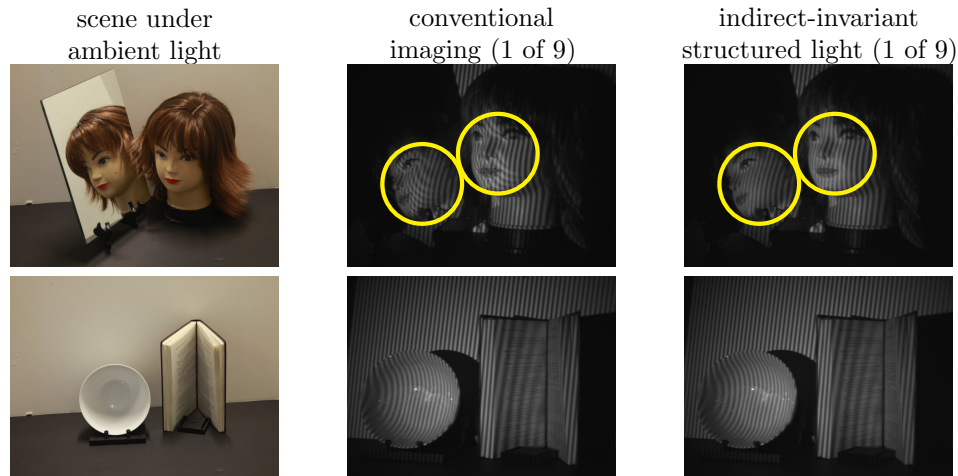 scene under
ambient light
conventional
imaging (1 of 9)
indirect-invariant
structured light (1 of 9)